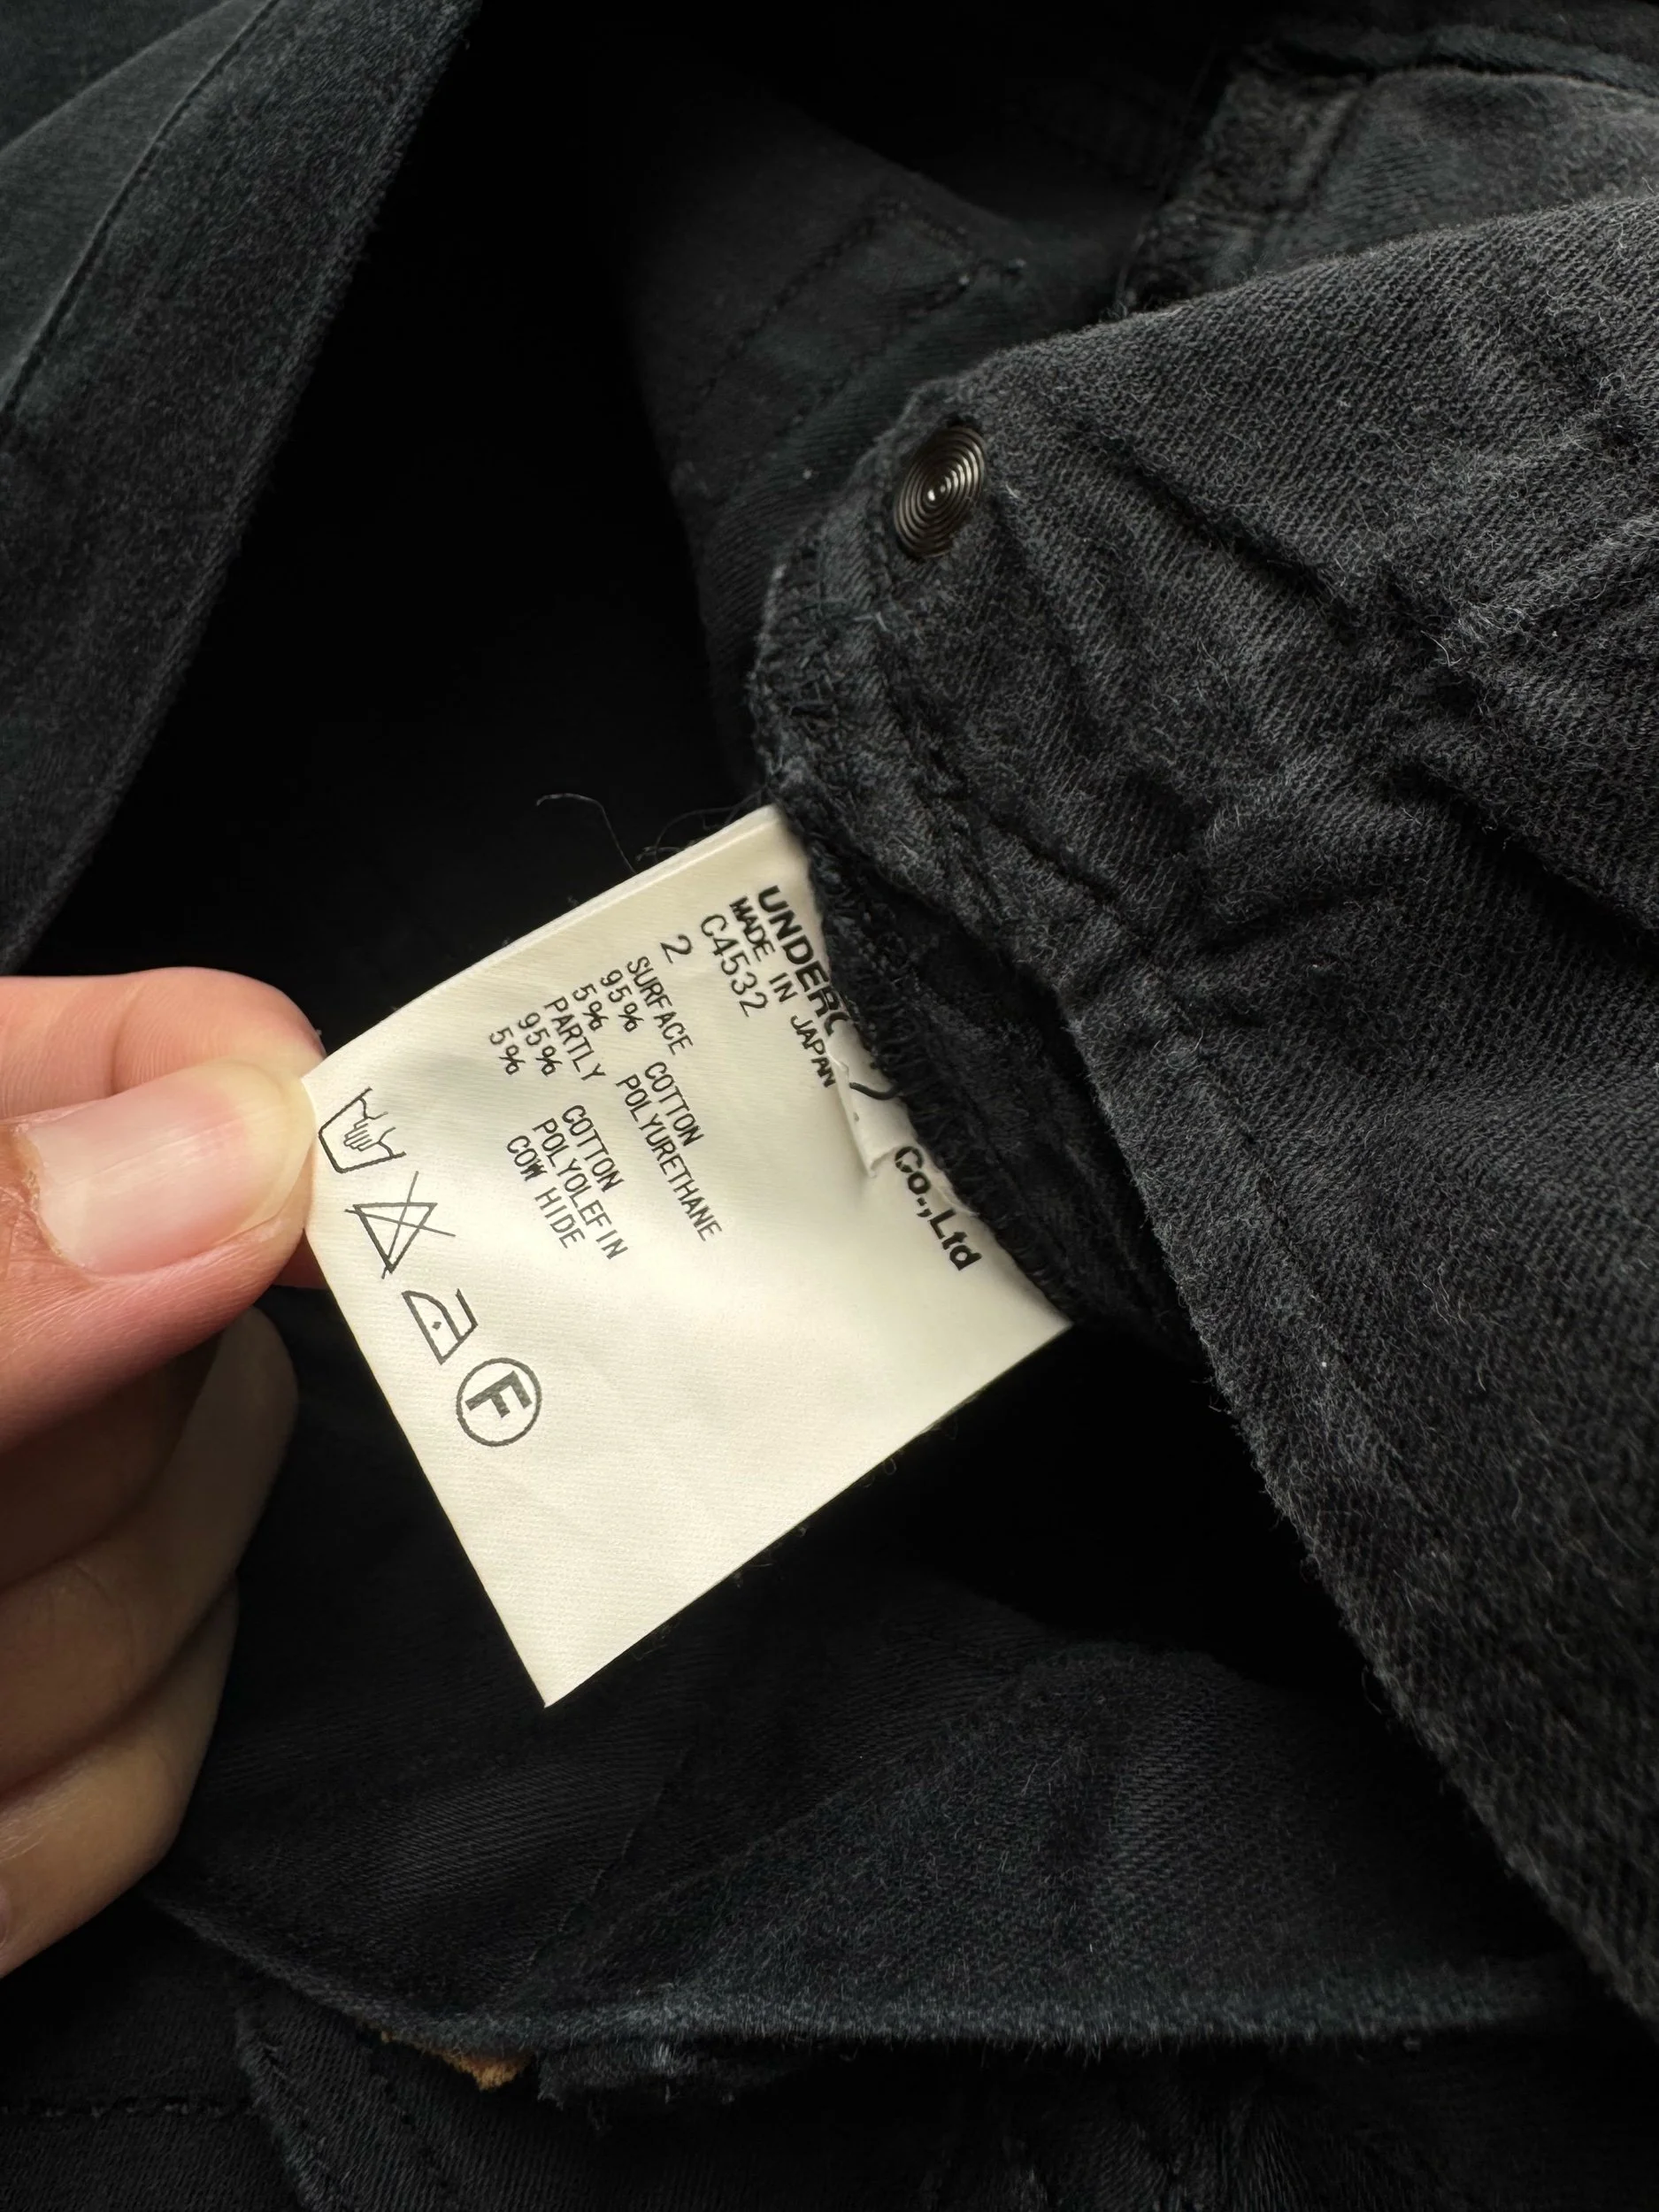 UNDERC Co.,Ltd
MADE IN JAPAN
C4532
2
SURFACE
95% COTTON
5% POLYURETHANE
PARTLY
95% COTTON
5% POLYOLEFIN
COW HIDE
F